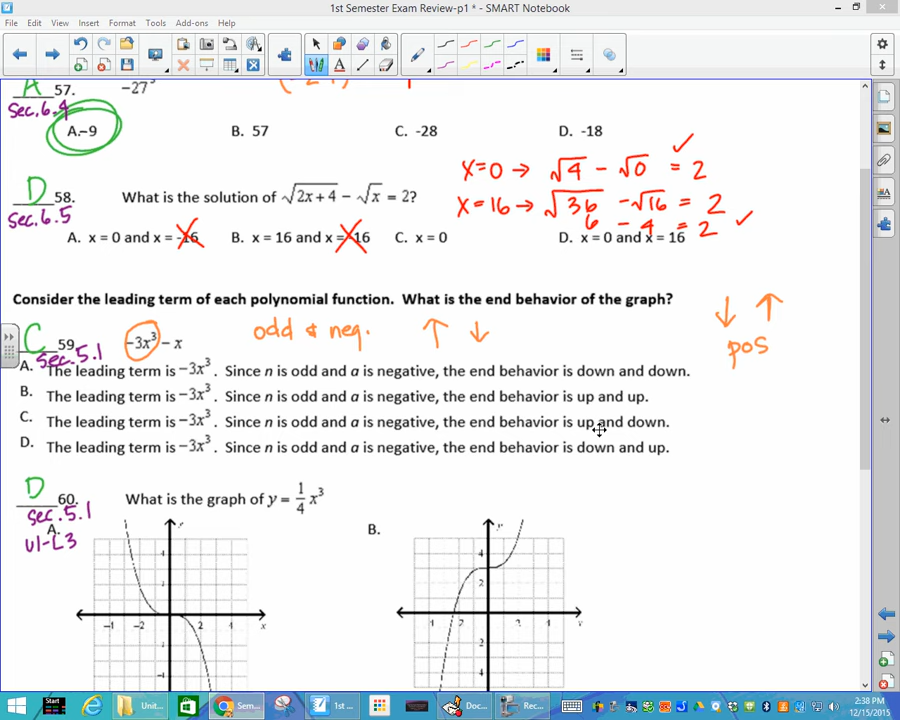 1st Semester Exam Review-p1 * - SMART Notebook
File Edit View Insert Format Tools Add-ons Help
A 57. -27
Sec.6.4
A. -9 B. 57 C. -28 D. -18
x=0 → √4 - √0 = 2 ✓
D 58. What is the solution of √2x+4 − √x = 2?
x=16 → √36 - √16 = 2
Sec.6.5
6 - 4 = 2 ✓
A. x = 0 and x = -16 B. x = 16 and x = -16 C. x = 0 D. x = 0 and x = 16
Consider the leading term of each polynomial function. What is the end behavior of the graph?
↓ ↑
C 59. -3x³ − x odd & neg. ↑ ↓
pos
Sec.5.1
A. The leading term is −3x³. Since n is odd and a is negative, the end behavior is down and down.
B. The leading term is −3x³. Since n is odd and a is negative, the end behavior is up and up.
C. The leading term is −3x³. Since n is odd and a is negative, the end behavior is up and down.
D. The leading term is −3x³. Since n is odd and a is negative, the end behavior is down and up.
D 60. What is the graph of y = 1/4 x³
Sec.5.1
A. B.
U1-L3
Start Unit... Sem... 1st ... Doc... Rec...
2:38 PM
12/15/2015